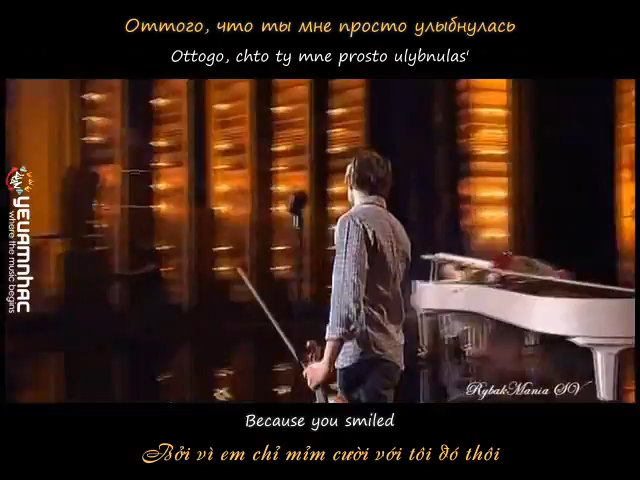 Оттого, что ты мне просто улыбнулась
Ottogo, chto ty mne prosto ulybnulas'
YEUAMNHAC
where the music begins
RybakMania SV
Because you smiled
Bởi vì em chỉ mỉm cười với tôi đó thôi